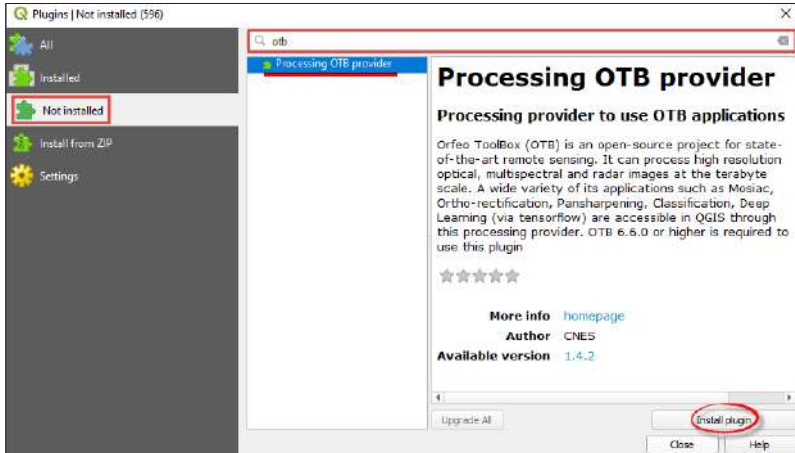 Plugins | Not installed (596)
All
Installed
Not installed
Install from ZIP
Settings
otb
Processing OTB provider
Processing OTB provider
Processing provider to use OTB applications
Orfeo ToolBox (OTB) is an open-source project for state-
of-the-art remote sensing. It can process high resolution
optical, multispectral and radar images at the terabyte
scale. A wide variety of its applications such as Mosiac,
Ortho-rectification, Pansharpening, Classification, Deep
Learning (via tensorflow) are accessible in QGIS through
this processing provider. OTB 6.6.0 or higher is required to
use this plugin
More info homepage
Author CNES
Available version 1.4.2
Upgrade All
Install plugin
Close
Help